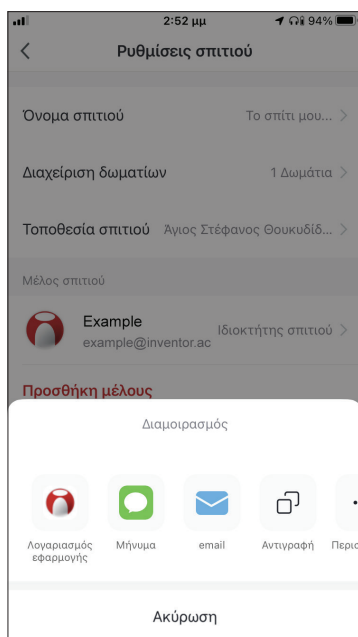 2:52 μμ
94%
Ρυθμίσεις σπιτιού
Όνομα σπιτιού
Το σπίτι μου...
Διαχείριση δωματίων
1 Δωμάτια
Τοποθεσία σπιτιού
Άγιος Στέφανος Θουκυδίδ...
Μέλος σπιτιού
Example
example@inventor.ac
Ιδιοκτήτης σπιτιού
Προσθήκη μέλους
Διαμοιρασμός
Λογαριασμός
εφαρμογής
Μήνυμα
email
Αντιγραφή
Ακύρωση